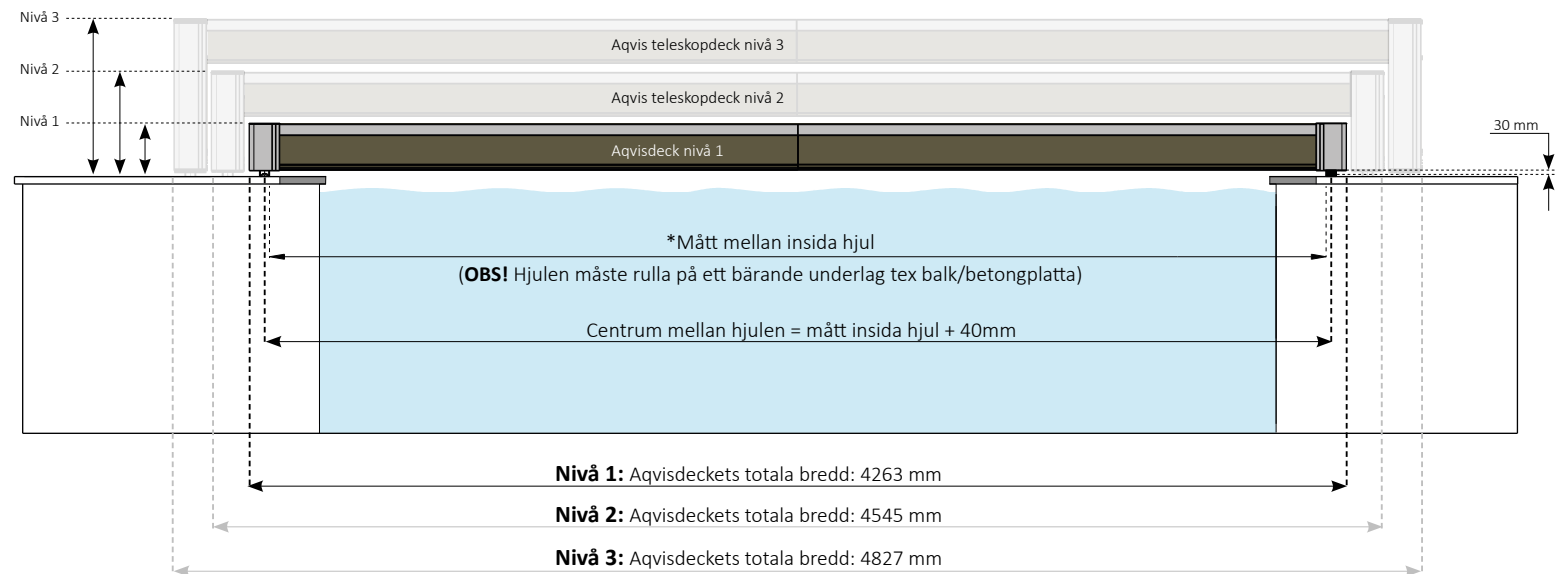 Nivå 3
Aqvis teleskopdeck nivå 3
Nivå 2
Aqvis teleskopdeck nivå 2
Nivå 1
30 mm
Aqvisdeck nivå 1
*Mått mellan insida hjul
(OBS! Hjulen måste rulla på ett bärande underlag tex balk/betongplatta)
Centrum mellan hjulen = mått insida hjul + 40mm
Nivå 1: Aqvisdeckets totala bredd: 4263 mm
Nivå 2: Aqvisdeckets totala bredd: 4545 mm
Nivå 3: Aqvisdeckets totala bredd: 4827 mm